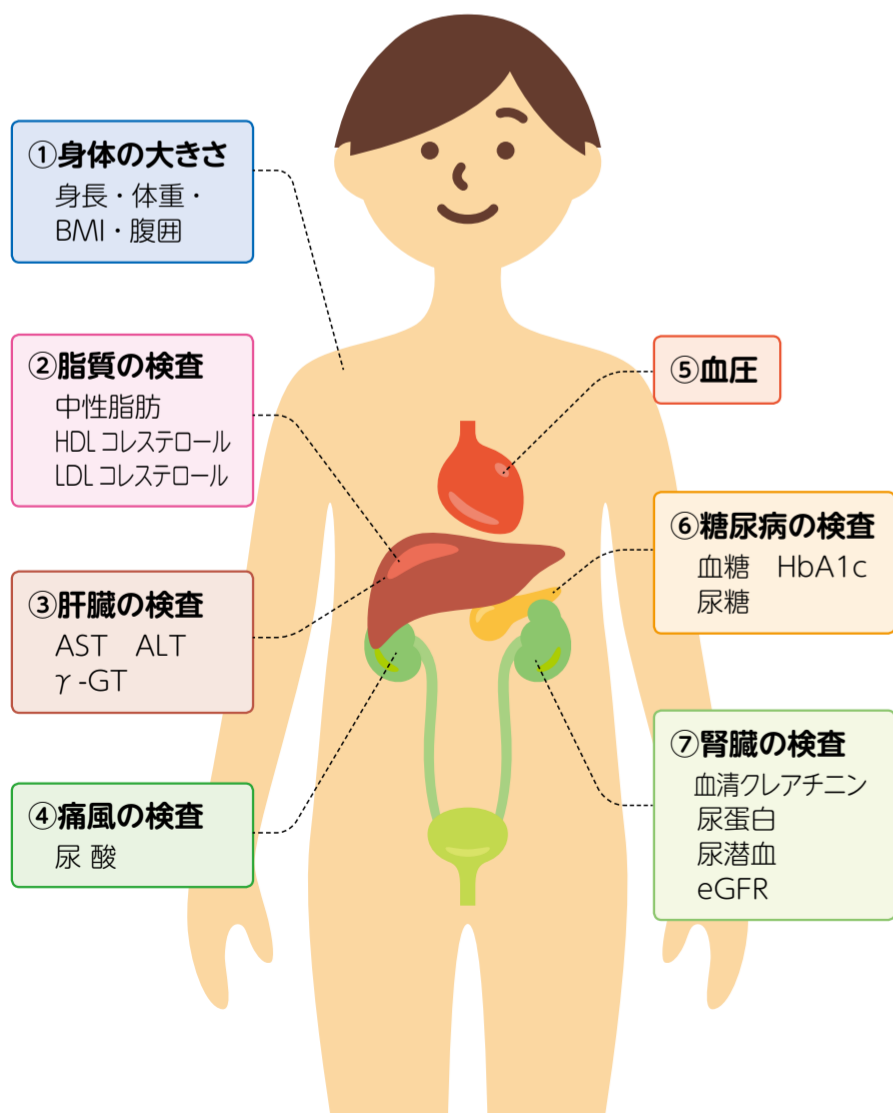 ①身体の大きさ
身長・体重・
BMI・腹囲
②脂質の検査
中性脂肪
HDL コレステロール
LDL コレステロール
③肝臓の検査
AST　ALT
γ-GT
④痛風の検査
尿 酸
⑤血圧
⑥糖尿病の検査
血糖　HbA1c
尿糖
⑦腎臓の検査
血清クレアチニン
尿蛋白
尿潜血
eGFR